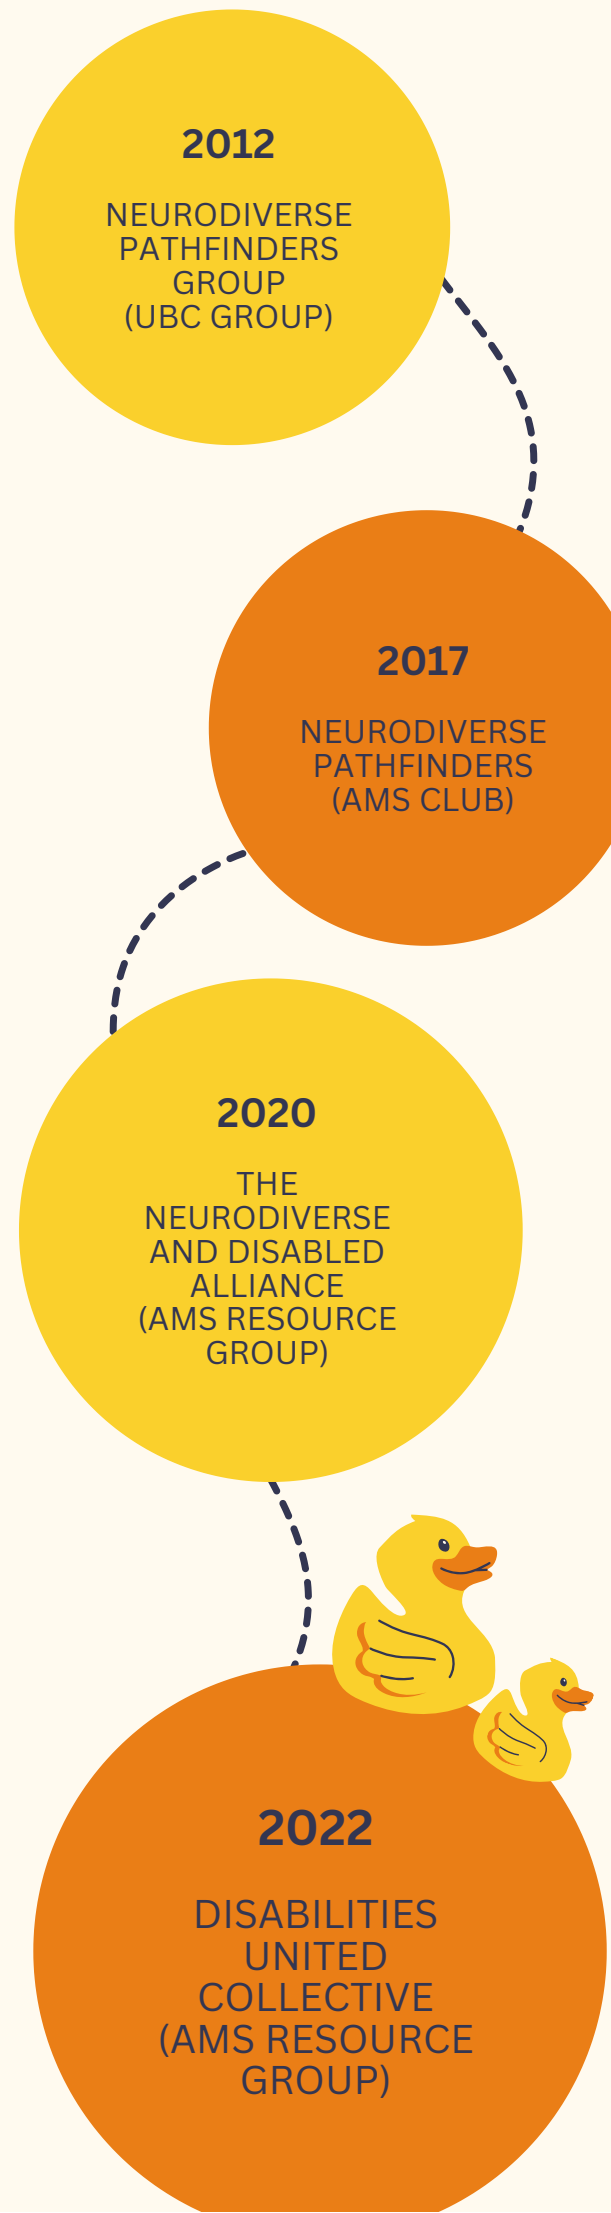 2012
NEURODIVERSE
PATHFINDERS
GROUP
(UBC GROUP)
2017
NEURODIVERSE
PATHFINDERS
(AMS CLUB)
2020
THE
NEURODIVERSE
AND DISABLED
ALLIANCE
(AMS RESOURCE
GROUP)
2022
DISABILITIES
UNITED
COLLECTIVE
(AMS RESOURCE
GROUP)